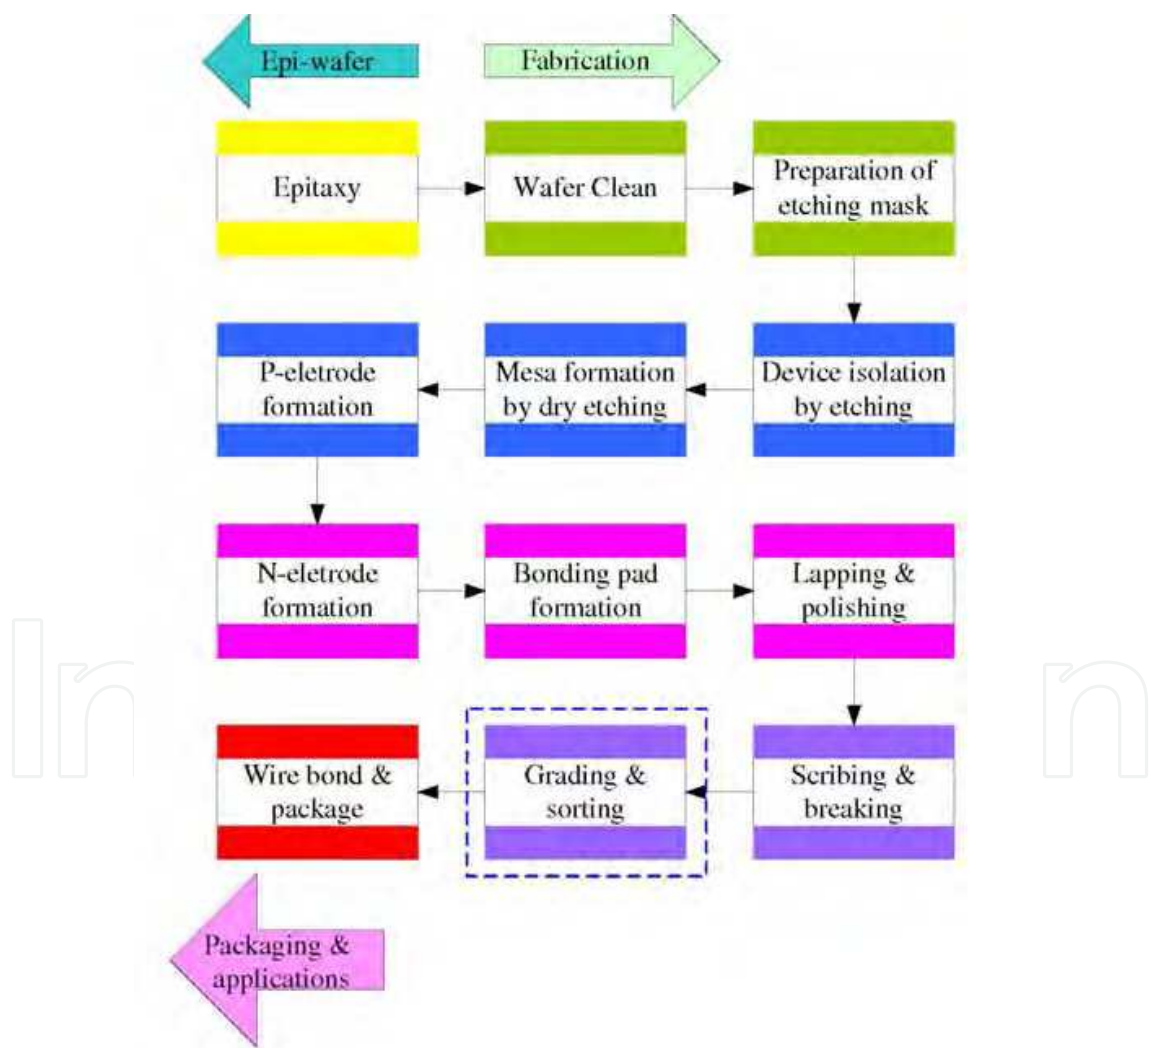 Epi-wafer
Fabrication
Epitaxy
Wafer Clean
Preparation of
etching mask
P-eletrode
formation
Mesa formation
by dry etching
Device isolation
by etching
N-eletrode
formation
Bonding pad
formation
Lapping &
polishing
Wire bond &
package
Grading &
sorting
Scribing &
breaking
Packaging &
applications
In
n